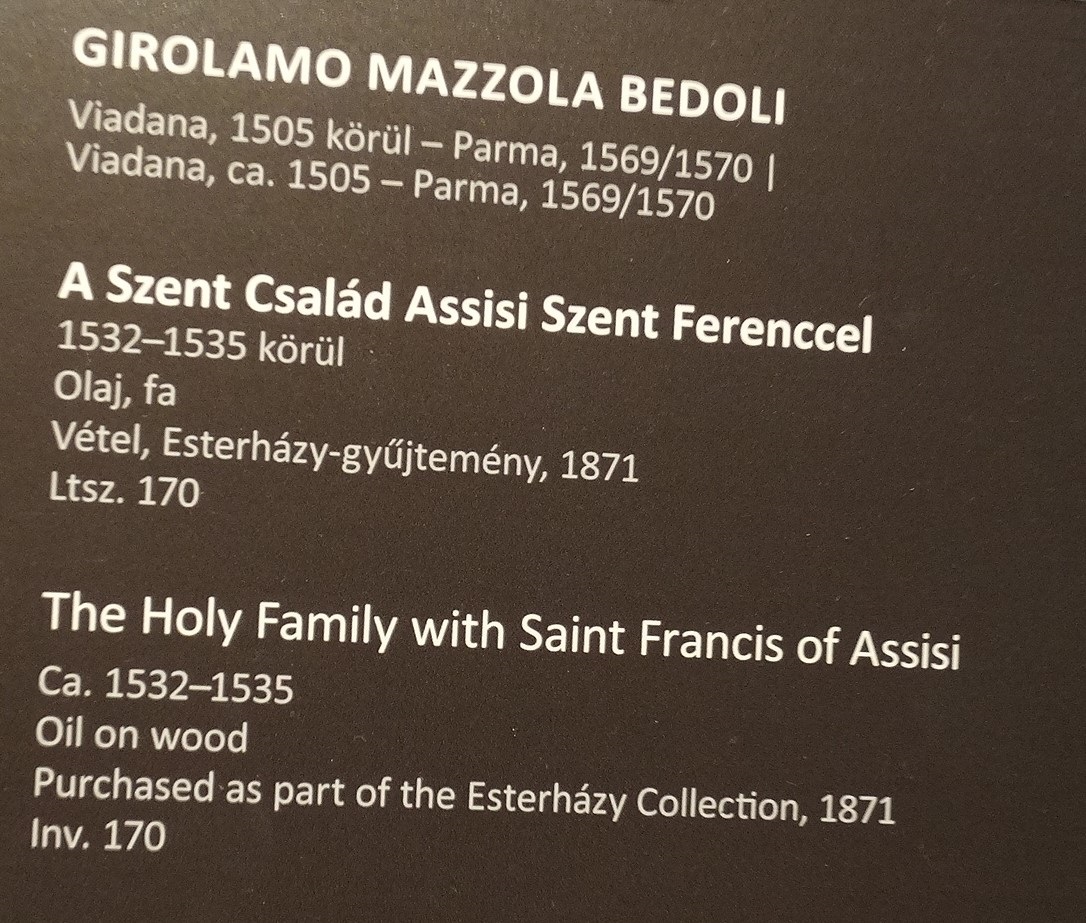 GIROLAMO MAZZOLA BEDOLI
Viadana, 1505 körül – Parma, 1569/1570 |
Viadana, ca. 1505 – Parma, 1569/1570
A Szent Család Assisi Szent Ferenccel
1532–1535 körül
Olaj, fa
Vétel, Esterházy-gyűjtemény, 1871
Ltsz. 170
The Holy Family with Saint Francis of Assisi
Ca. 1532–1535
Oil on wood
Purchased as part of the Esterházy Collection, 1871
Inv. 170